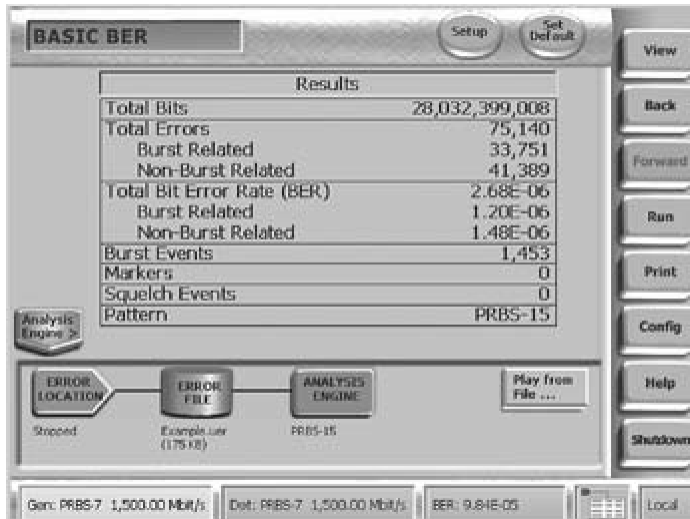 BASIC BER
Setup
Set Default
View
Results
Total Bits 28,032,399,008
Back
Total Errors 75,140
Burst Related 33,751
Non-Burst Related 41,389
Forward
Total Bit Error Rate (BER) 2.68E-06
Burst Related 1.20E-06
Run
Non-Burst Related 1.48E-06
Burst Events 1,453
Markers 0
Print
Squelch Events 0
Pattern PRBS-15
Analysis Engine >
Config
ERROR LOCATION
ERROR FILE
ANALYSIS ENGINE
Play from File ...
Help
Stopped
Example.uer (175 KB)
PRBS-15
Shutdown
Gen: PRBS-7 1,500.00 Mbit/s
Det: PRBS-7 1,500.00 Mbit/s
BER: 9.84E-05
Local